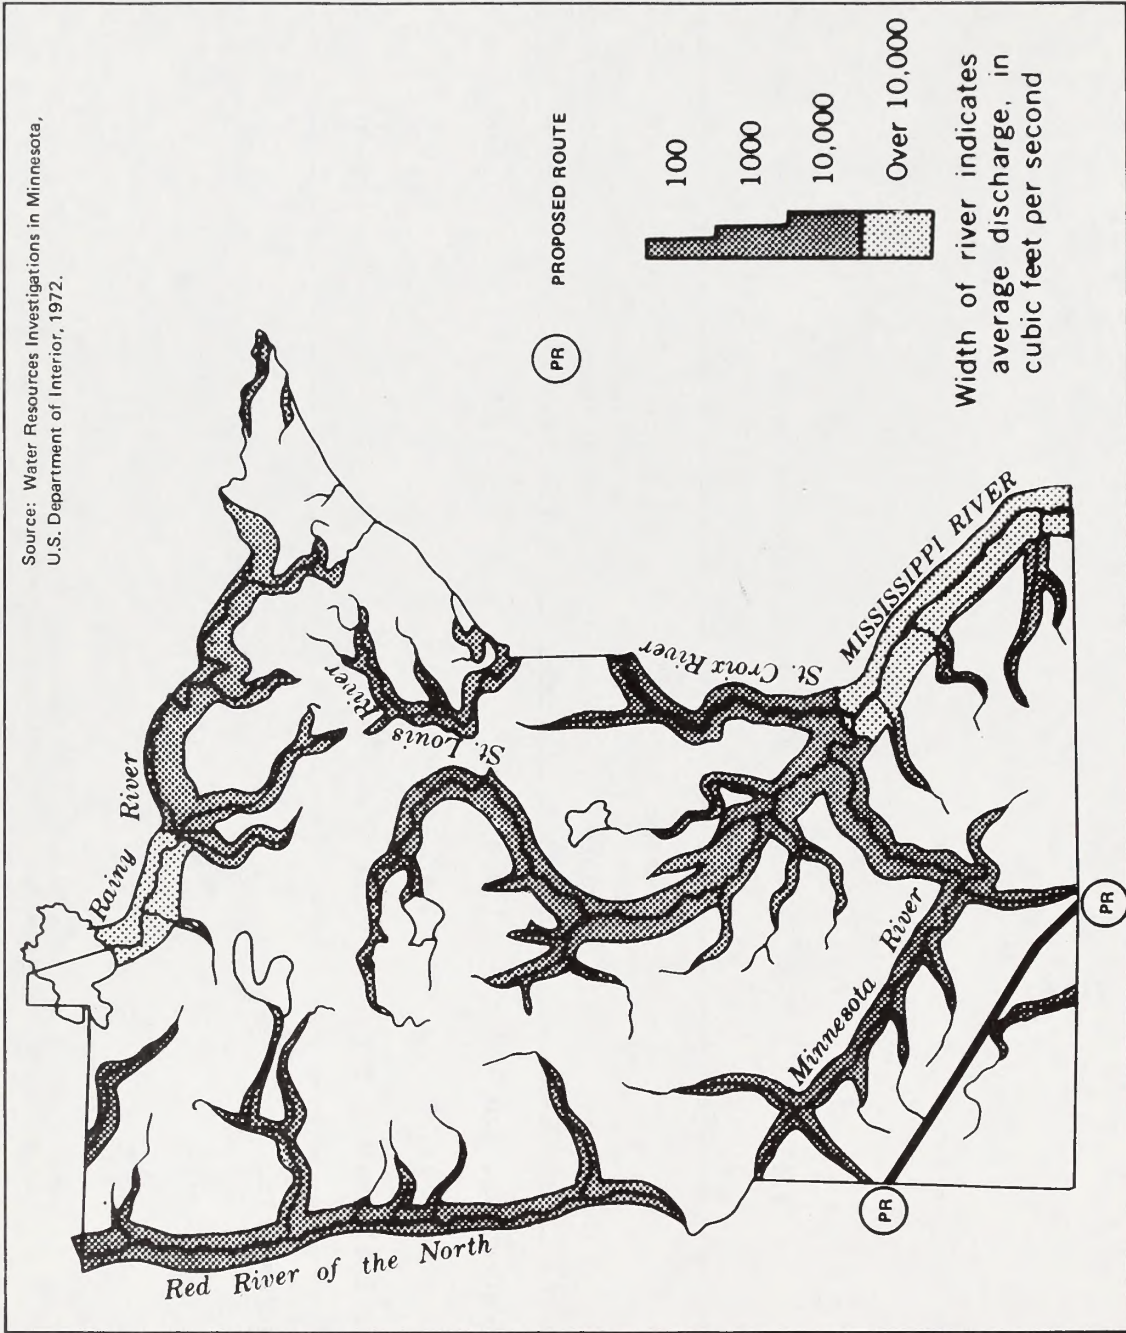 Source: Water Resources Investigations in Minnesota,
U.S. Department of Interior, 1972.
Rainy River
St. Louis River
Red River of the North
St. Croix River
MISSISSIPPI RIVER
Minnesota River
PR
PR
PR PROPOSED ROUTE
100
1000
10,000
Over 10,000
Width of river indicates
average discharge, in
cubic feet per second